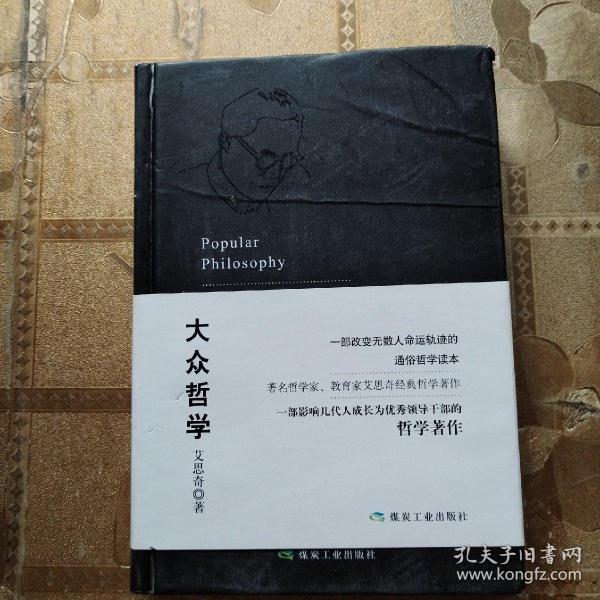 Popular
Philosophy
大众哲学
艾思奇◎著
一部改变无数人命运轨迹的
通俗哲学读本
著名哲学家、教育家艾思奇经典哲学著作
一部影响几代人成长为优秀领导干部的
哲学著作
煤炭工业出版社
煤炭工业出版社
孔夫子旧书网
www.kongfz.com